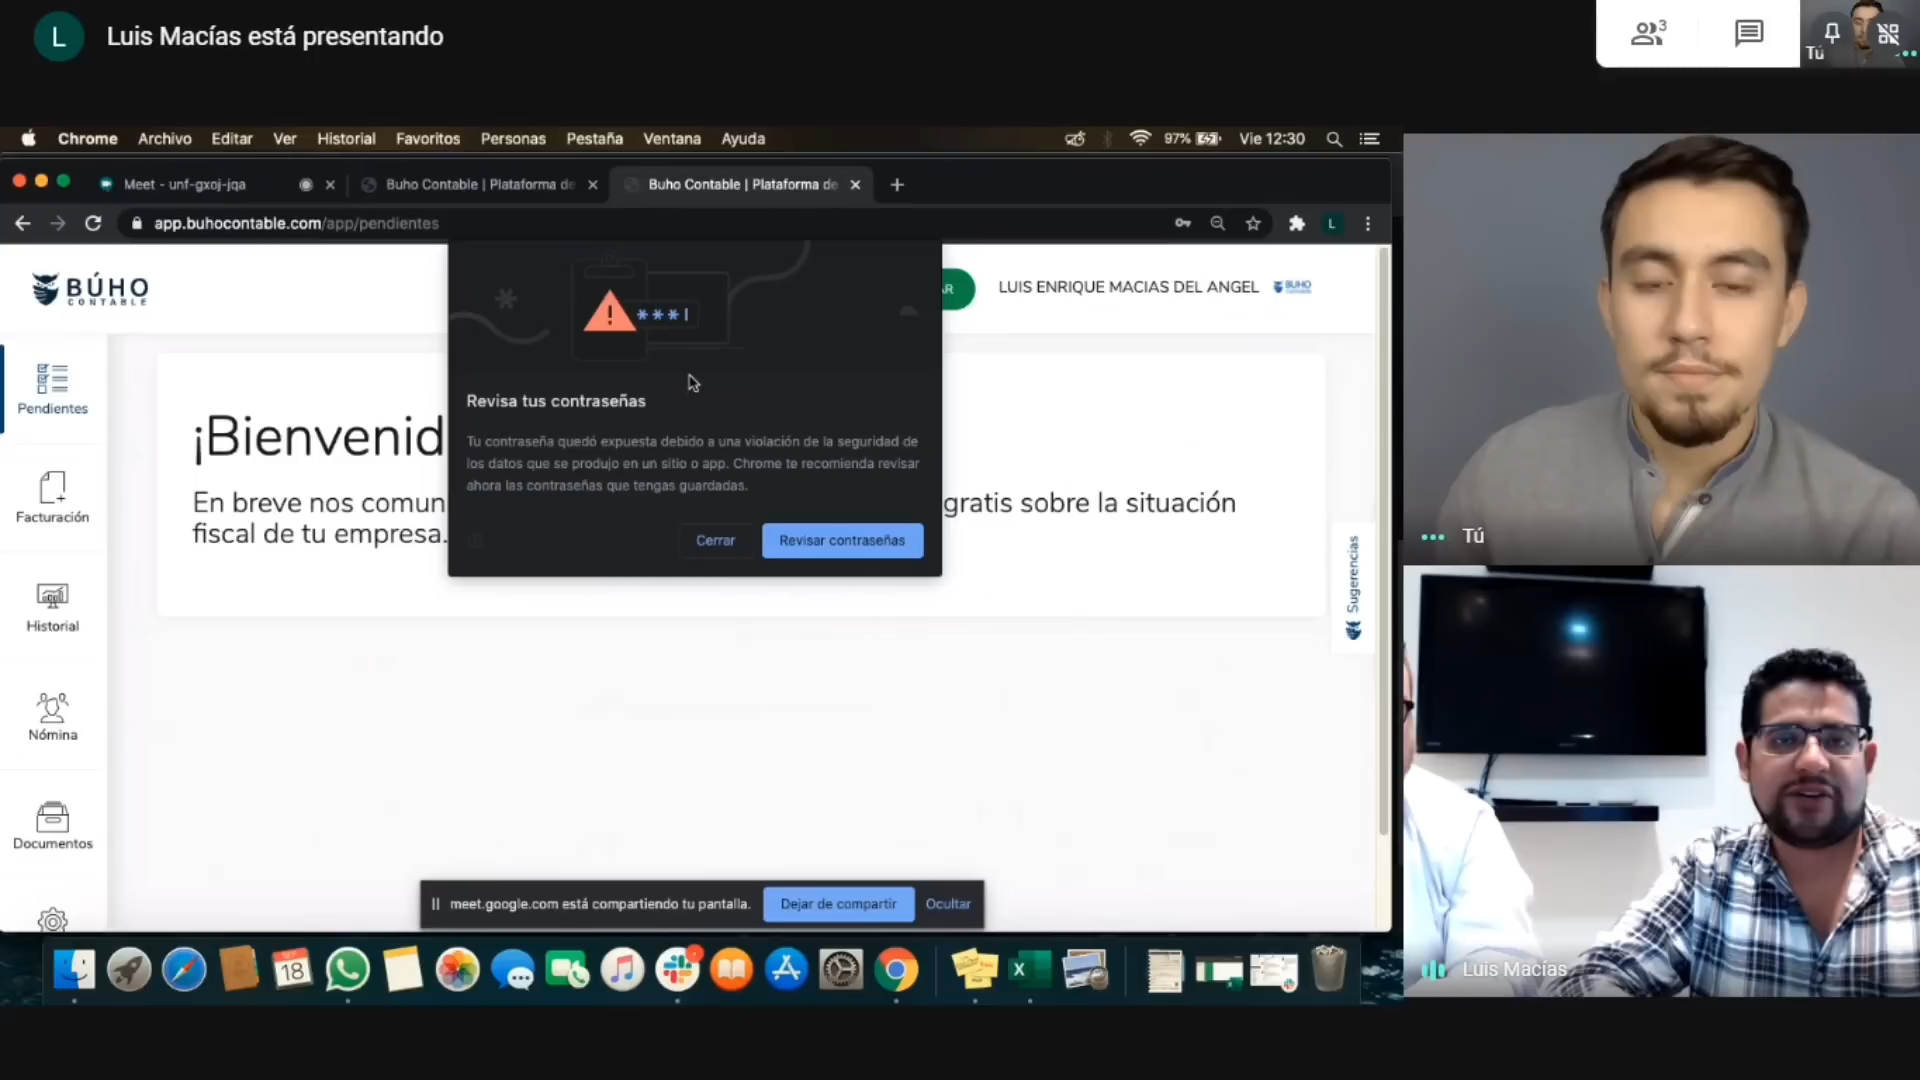 L
Luis Macías está presentando
3
Tú
Chrome Archivo Editar Ver Historial Favoritos Personas Pestaña Ventana Ayuda
97% Vie 12:30
Meet - unf-gxoj-jqa
Buho Contable | Plataforma de
Buho Contable | Plataforma de
app.buhocontable.com/app/pendientes
L
BÚHO
CONTABLE
AR
LUIS ENRIQUE MACIAS DEL ANGEL
BÚHO
Pendientes
Facturación
Historial
Nómina
Documentos
¡Bienvenid
En breve nos comun
gratis sobre la situación
fiscal de tu empresa.
***|
Revisa tus contraseñas
Tu contraseña quedó expuesta debido a una violación de la seguridad de
los datos que se produjo en un sitio o app. Chrome te recomienda revisar
ahora las contraseñas que tengas guardadas.
Cerrar
Revisar contraseñas
Sugerencias
meet.google.com está compartiendo tu pantalla.
Dejar de compartir
Ocultar
18
X
Tú
Luis Macías